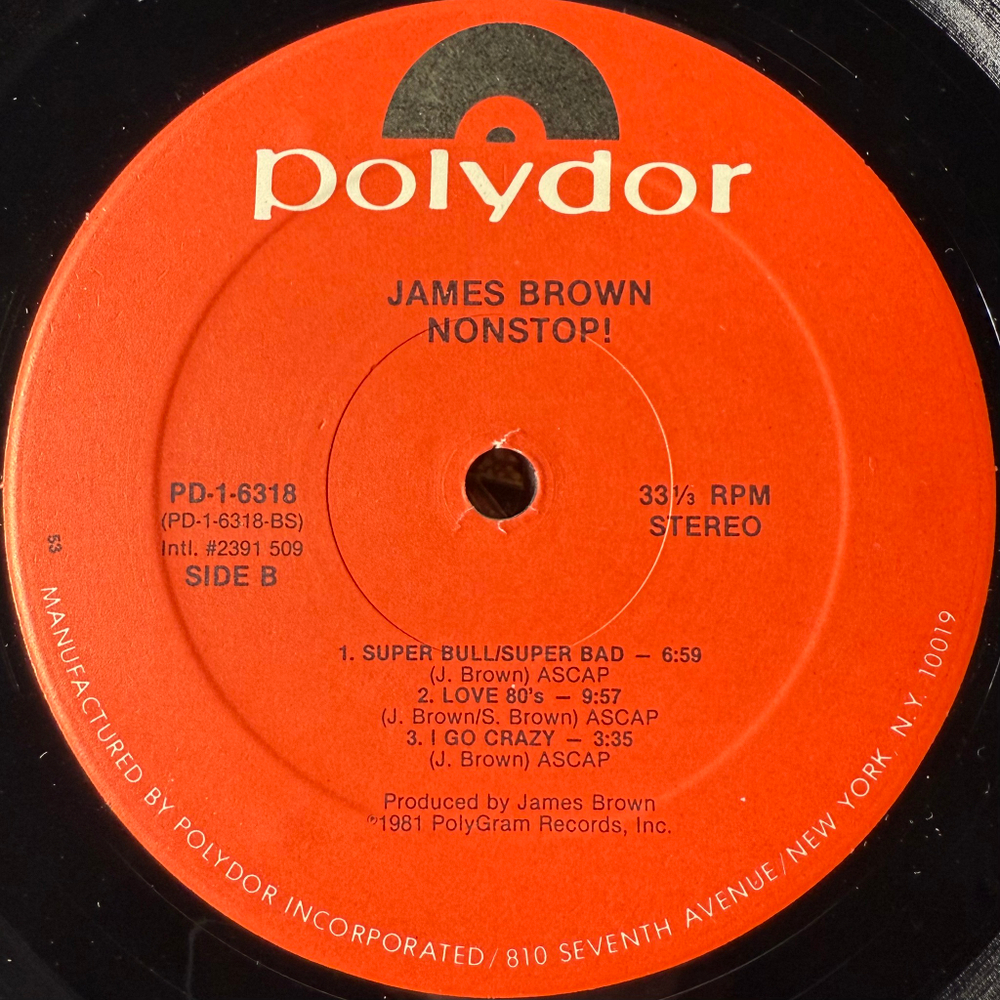 polydor
JAMES BROWN
NONSTOP!
PD-1-6318
(PD-1-6318-BS)
Intl. #2391 509
SIDE B
33⅓ RPM
STEREO
1. SUPER BULL/SUPER BAD — 6:59
(J. Brown) ASCAP
2. LOVE 80's — 9:57
(J. Brown/S. Brown) ASCAP
3. I GO CRAZY — 3:35
(J. Brown) ASCAP
Produced by James Brown
℗1981 PolyGram Records, Inc.
53
MANUFACTURED BY POLYDOR INCORPORATED/810 SEVENTH AVENUE/NEW YORK, N.Y. 10019